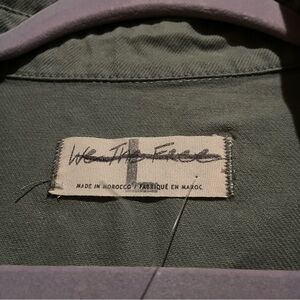 We The Free
L
MADE IN MOROCCO / FABRIQUÉ EN MAROC